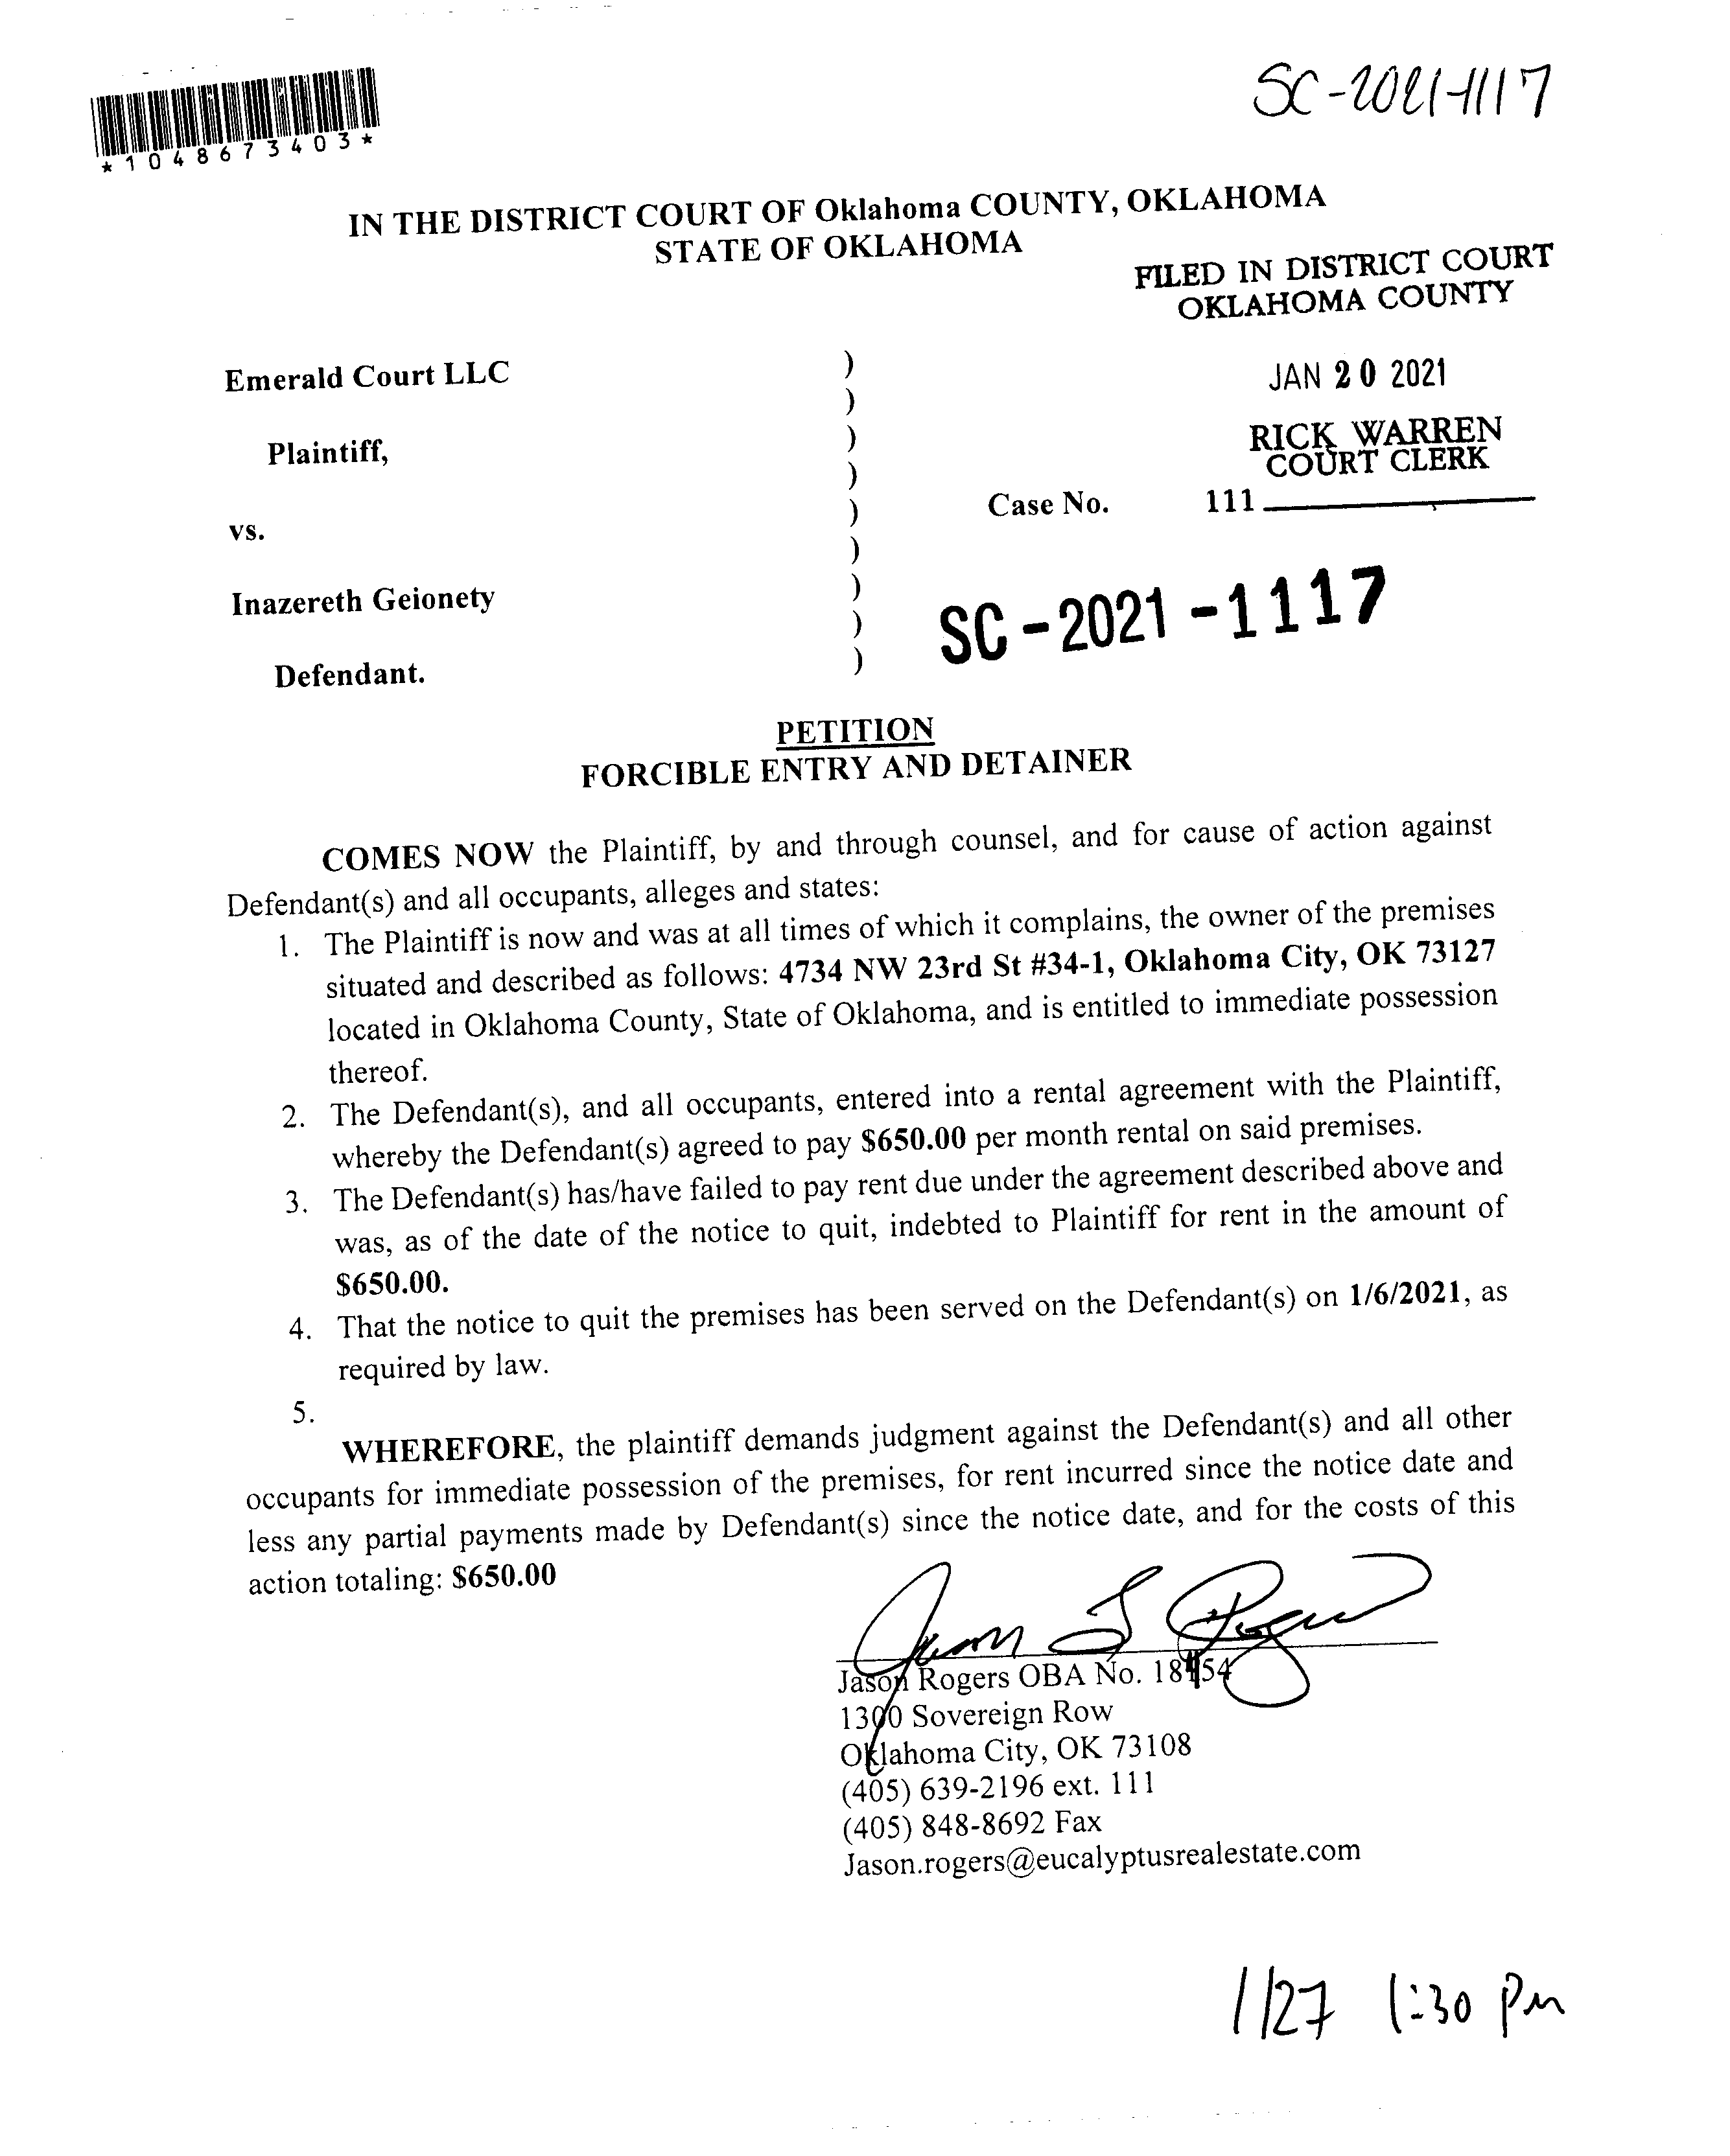 SC-2021-1117
*1048673403*
IN THE DISTRICT COURT OF Oklahoma COUNTY, OKLAHOMA
STATE OF OKLAHOMA
FILED IN DISTRICT COURT
OKLAHOMA COUNTY
Emerald Court LLC )
)
JAN 20 2021
Plaintiff, )
RICK WARREN
COURT CLERK
)
Case No. 111
vs. )
)
Inazereth Geionety )
)
SC-2021-1117
Defendant. )
PETITION
FORCIBLE ENTRY AND DETAINER
COMES NOW the Plaintiff, by and through counsel, and for cause of action against
Defendant(s) and all occupants, alleges and states:
1. The Plaintiff is now and was at all times of which it complains, the owner of the premises
situated and described as follows: 4734 NW 23rd St #34-1, Oklahoma City, OK 73127
located in Oklahoma County, State of Oklahoma, and is entitled to immediate possession
thereof.
2. The Defendant(s), and all occupants, entered into a rental agreement with the Plaintiff,
whereby the Defendant(s) agreed to pay $650.00 per month rental on said premises.
3. The Defendant(s) has/have failed to pay rent due under the agreement described above and
was, as of the date of the notice to quit, indebted to Plaintiff for rent in the amount of
$650.00.
4. That the notice to quit the premises has been served on the Defendant(s) on 1/6/2021, as
required by law.
5.
WHEREFORE, the plaintiff demands judgment against the Defendant(s) and all other
occupants for immediate possession of the premises, for rent incurred since the notice date and
less any partial payments made by Defendant(s) since the notice date, and for the costs of this
action totaling: $650.00
Jason Rogers OBA No.
1300 Sovereign Row
Oklahoma City, OK 73108
(405) 639-2196 ext. 111
(405) 848-8692 Fax
Jason.rogers@eucalyptusrealestate.com
1/27 1:30 Pm